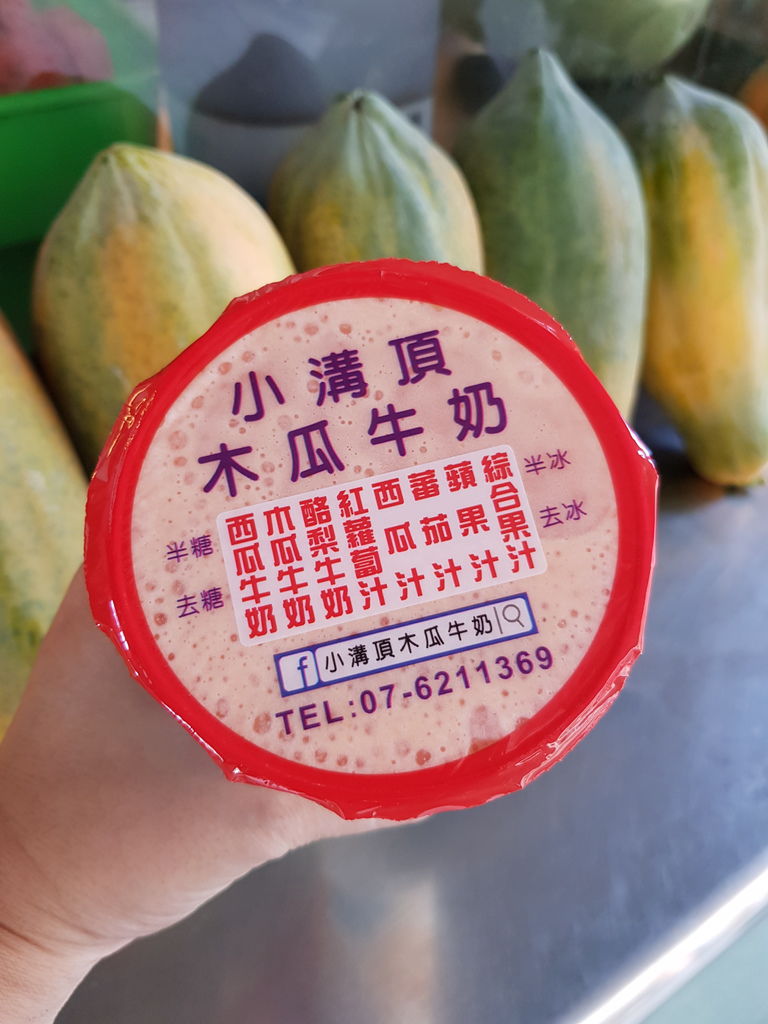 小溝頂
木瓜牛奶
半糖
去糖
西瓜牛奶
木瓜牛奶
酪梨牛奶
紅蘿蔔汁
西瓜汁
蕃茄汁
蘋果汁
綜合果汁
半冰
去冰
f 小溝頂木瓜牛奶
TEL:07-6211369